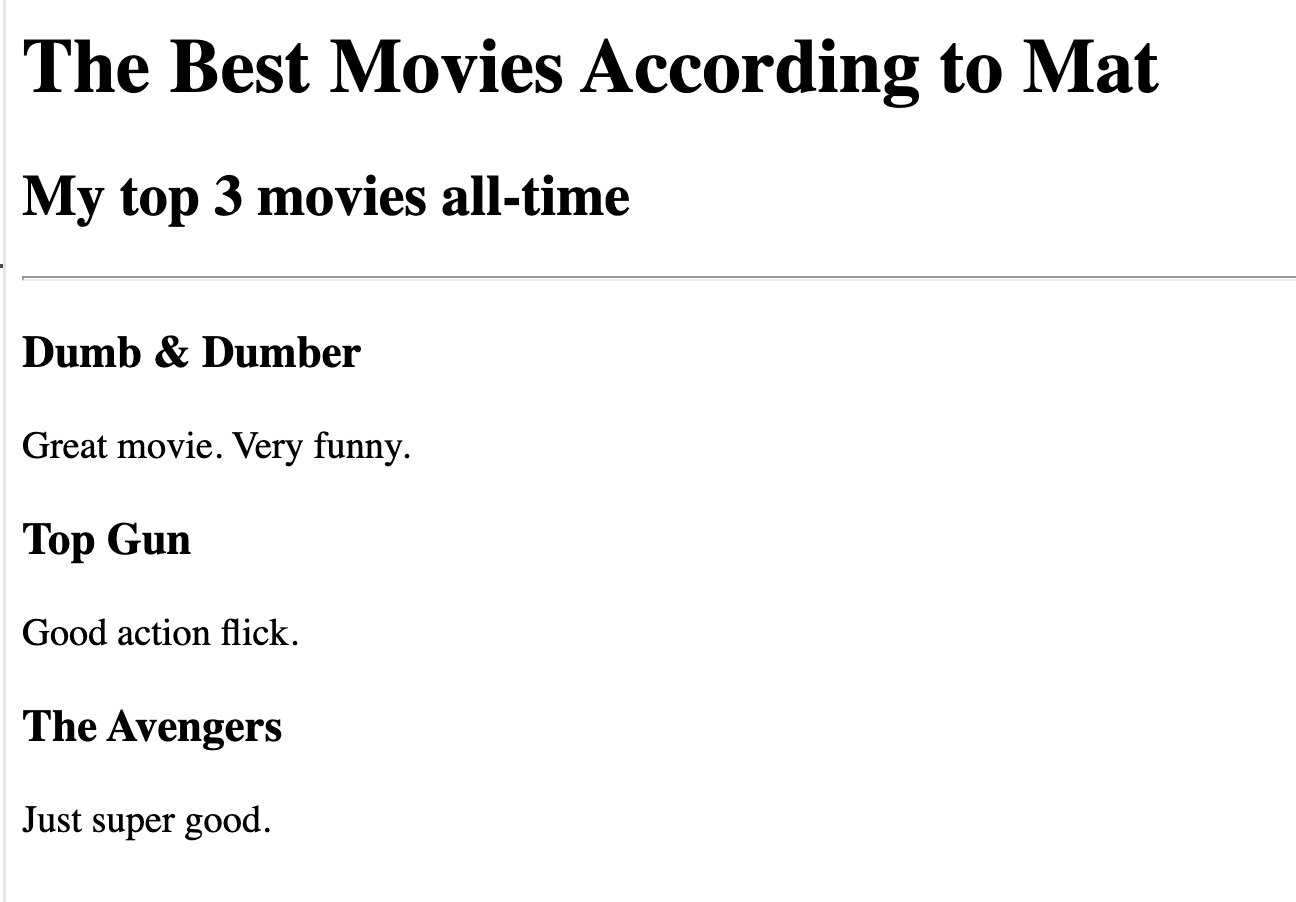 The Best Movies According to Mat
My top 3 movies all-time
Dumb & Dumber
Great movie. Very funny.
Top Gun
Good action flick.
The Avengers
Just super good.